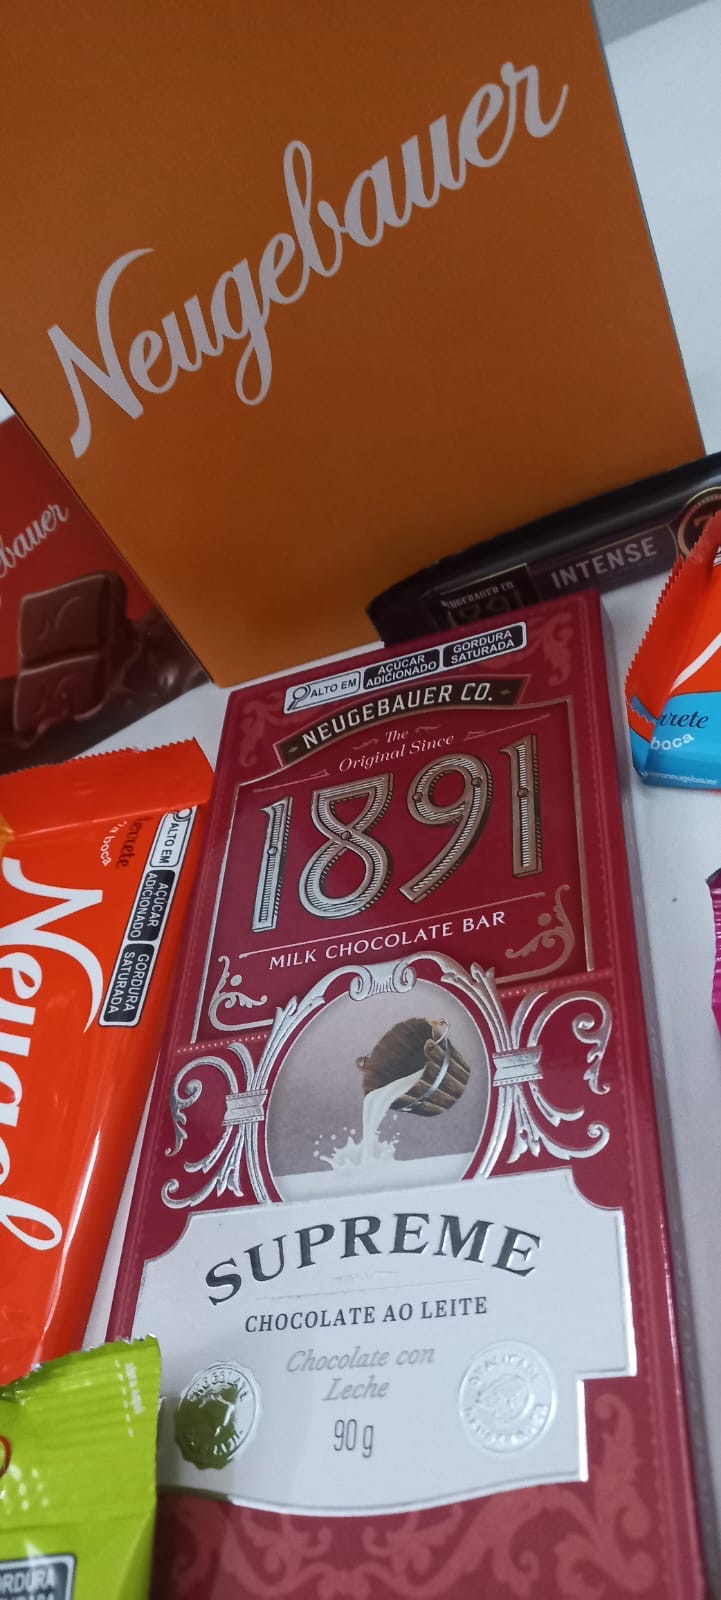 Neugebauer
bauer
NEUGEBAUER CO.
INTENSE
ALTO EM
AÇÚCAR
ADICIONADO
GORDURA
SATURADA
NEUGEBAUER CO.
The
Original Since
1891
MILK CHOCOLATE BAR
SUPREME
CHOCOLATE AO LEITE
Chocolate con
Leche
90 g
Neugeb
ALTO EM
AÇÚCAR
ADICIONADO
GORDURA
SATURADA
a boca
boca